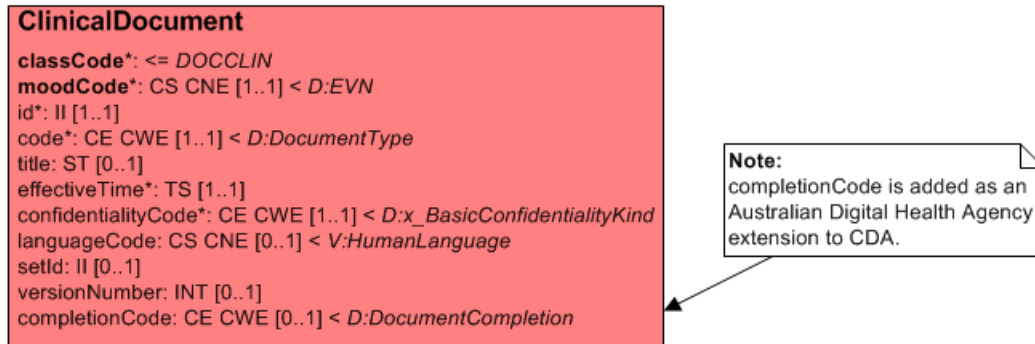 ClinicalDocument
classCode*: <= DOCCLIN
moodCode*: CS CNE [1..1] < D:EVN
id*: II [1..1]
code*: CE CWE [1..1] < D:DocumentType
title: ST [0..1]
effectiveTime*: TS [1..1]
confidentialityCode*: CE CWE [1..1] < D:x_BasicConfidentialityKind
languageCode: CS CNE [0..1] < V:HumanLanguage
setId: II [0..1]
versionNumber: INT [0..1]
completionCode: CE CWE [0..1] < D:DocumentCompletion
Note:
completionCode is added as an
Australian Digital Health Agency
extension to CDA.